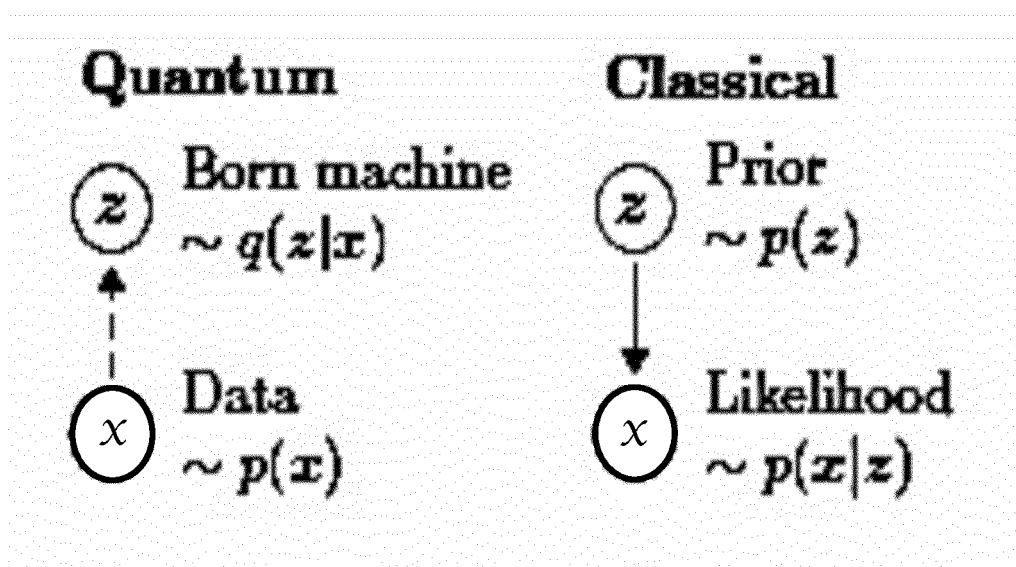 Quantum
z
Born machine
~ q(z|x)
x
Data
~ p(x)
Classical
z
Prior
~ p(z)
x
Likelihood
~ p(x|z)